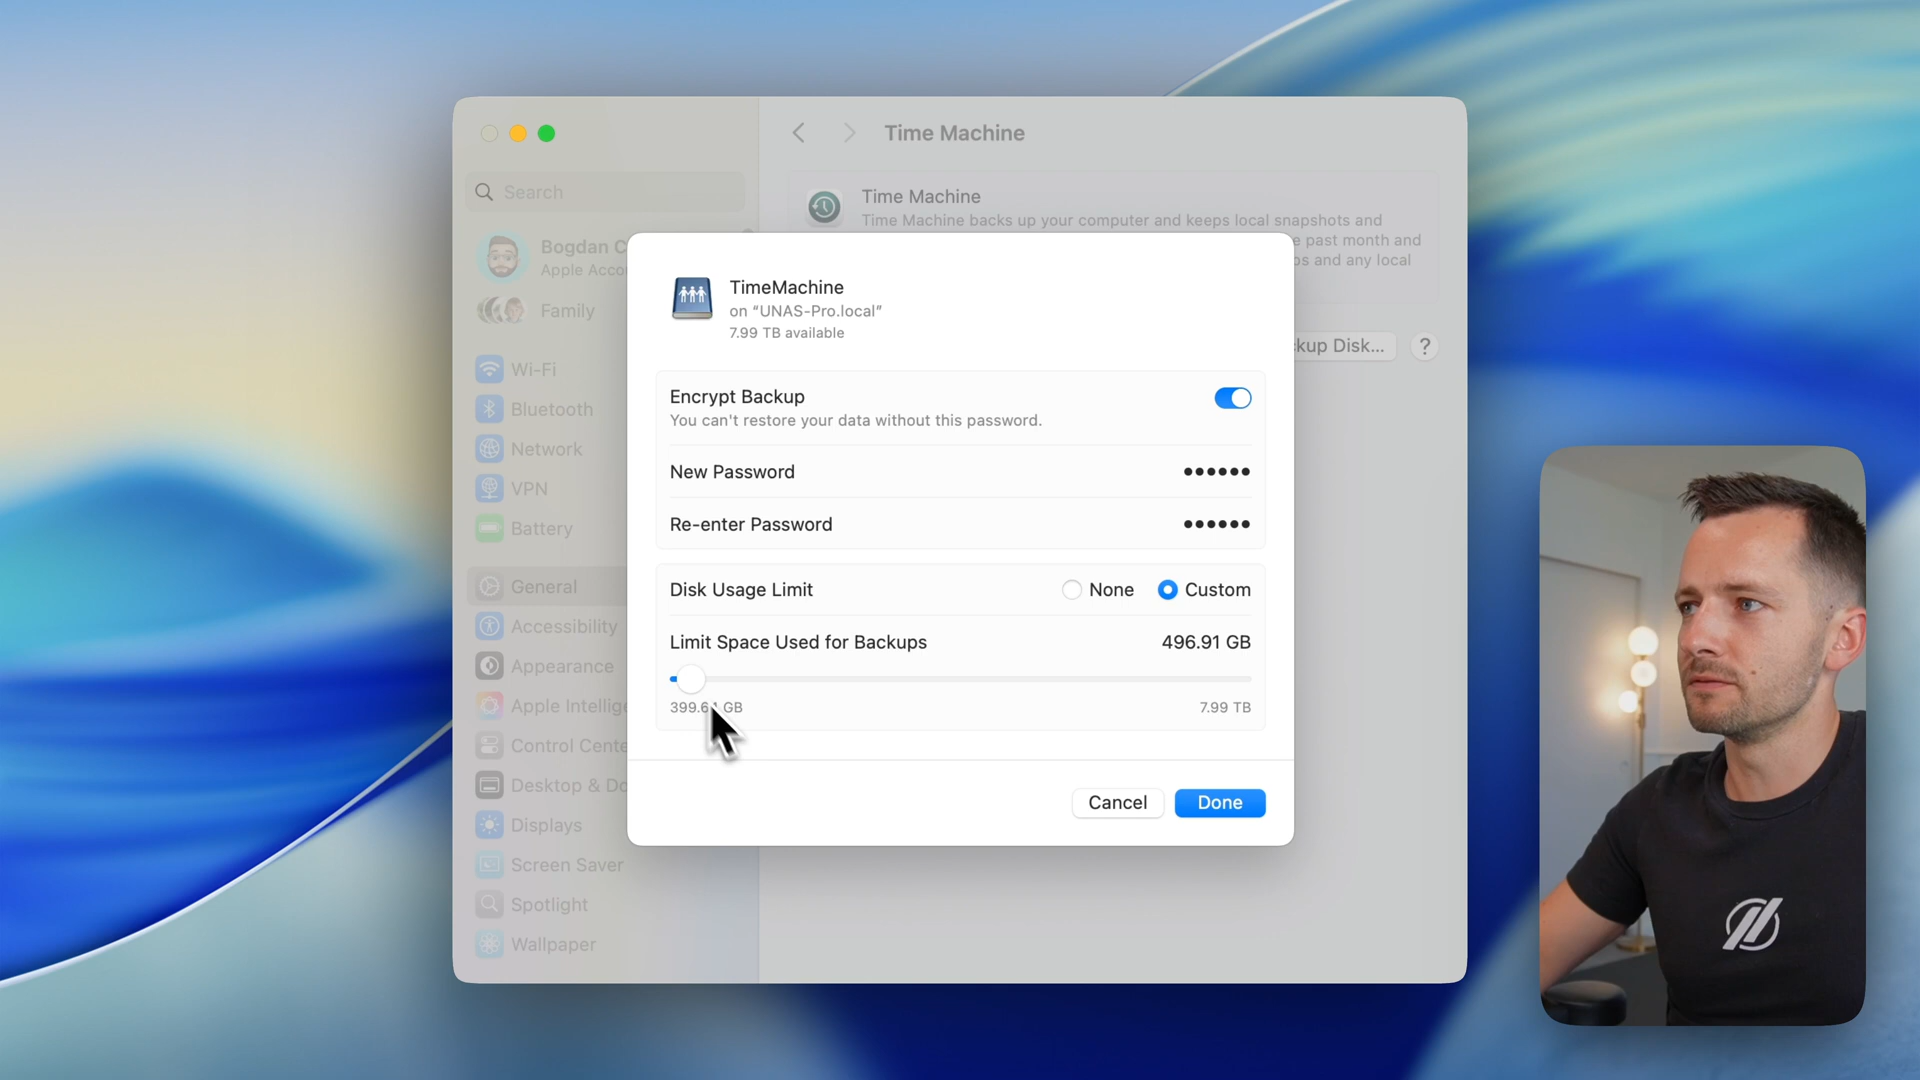 Time Machine
Search
Time Machine
Time Machine backs up your computer and keeps local snapshots and
e past month and
ps and any local
Bogdan C
Apple Acco
Family
TimeMachine
on “UNAS-Pro.local”
7.99 TB available
kup Disk...
?
Wi-Fi
Bluetooth
Network
VPN
Battery
General
Accessibility
Appearance
Apple Intellige
Control Cente
Desktop & Do
Displays
Screen Saver
Spotlight
Wallpaper
Encrypt Backup
You can't restore your data without this password.
New Password
••••••
Re-enter Password
••••••
Disk Usage Limit
None
Custom
Limit Space Used for Backups
496.91 GB
399.64 GB
7.99 TB
Cancel
Done